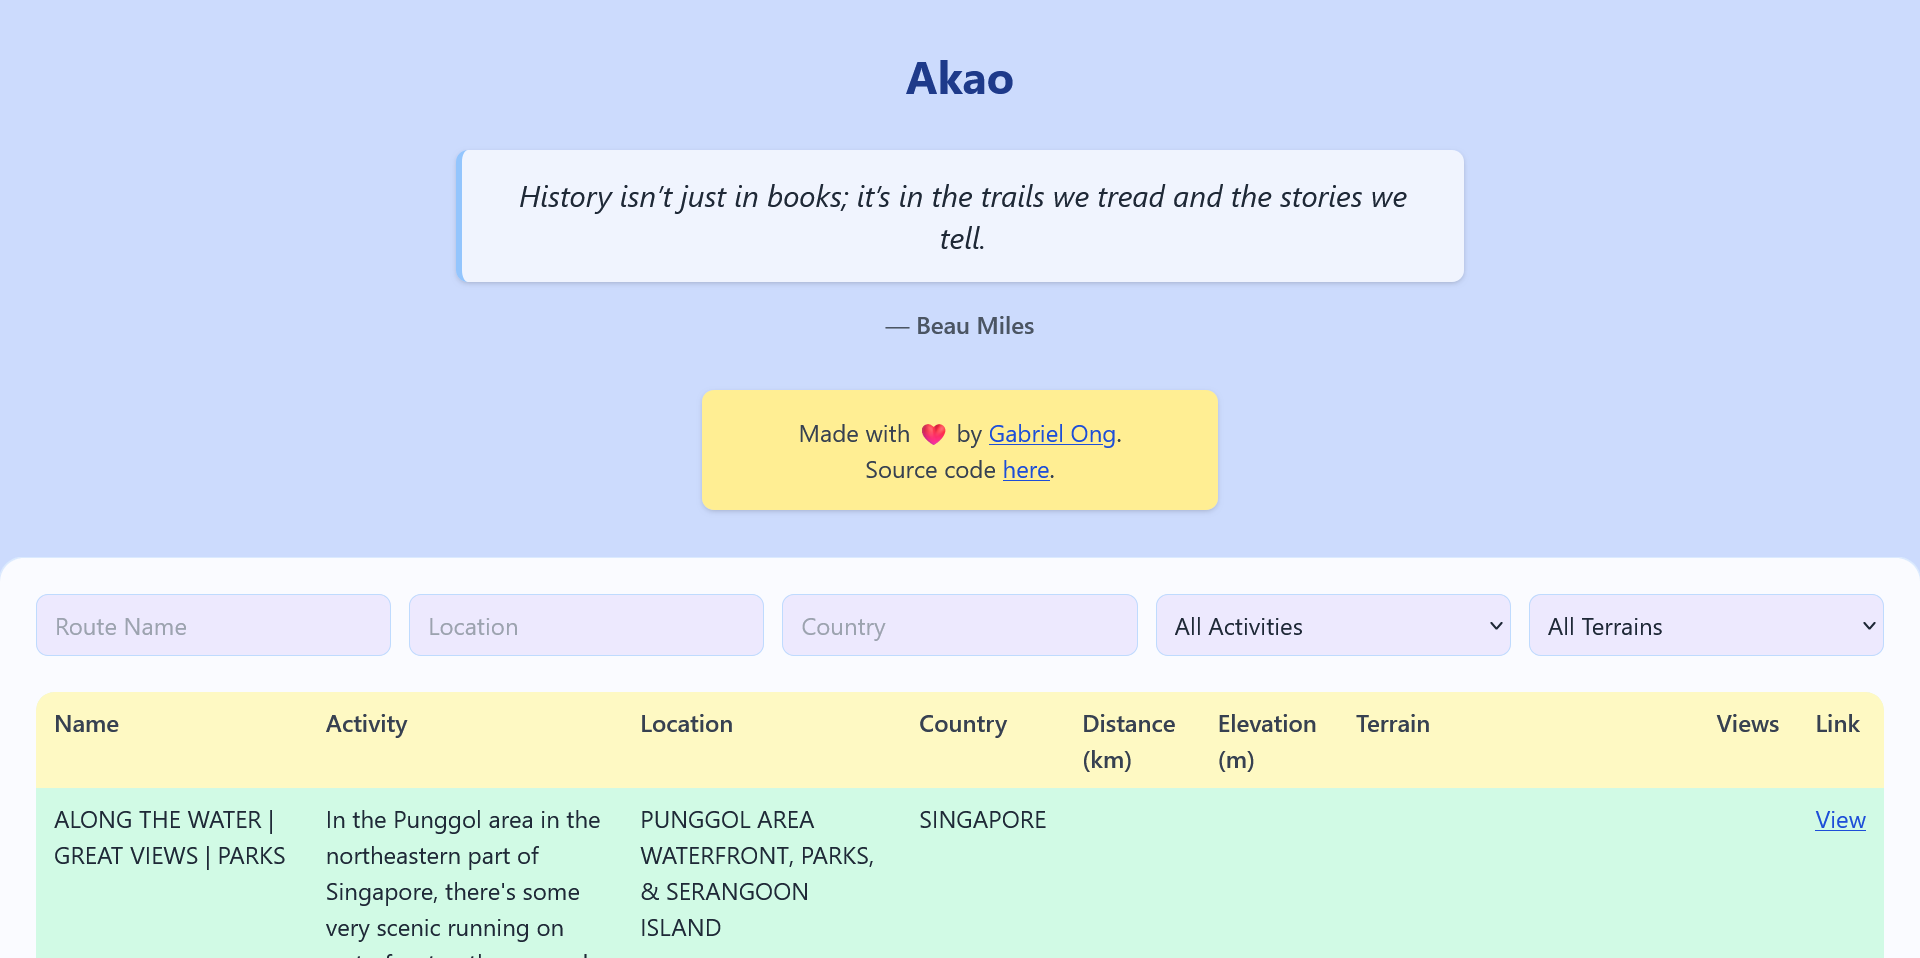 Akao
History isn’t just in books; it’s in the trails we tread and the stories we
tell.
— Beau Miles
Made with ❤️ by Gabriel Ong.
Source code here.
Route Name
Location
Country
All Activities
All Terrains
Name Activity Location Country Distance (km) Elevation (m) Terrain Views Link
ALONG THE WATER |
GREAT VIEWS | PARKS
In the Punggol area in the
northeastern part of
Singapore, there's some
very scenic running on
PUNGGOL AREA
WATERFRONT, PARKS,
& SERANGOON
ISLAND
SINGAPORE
View